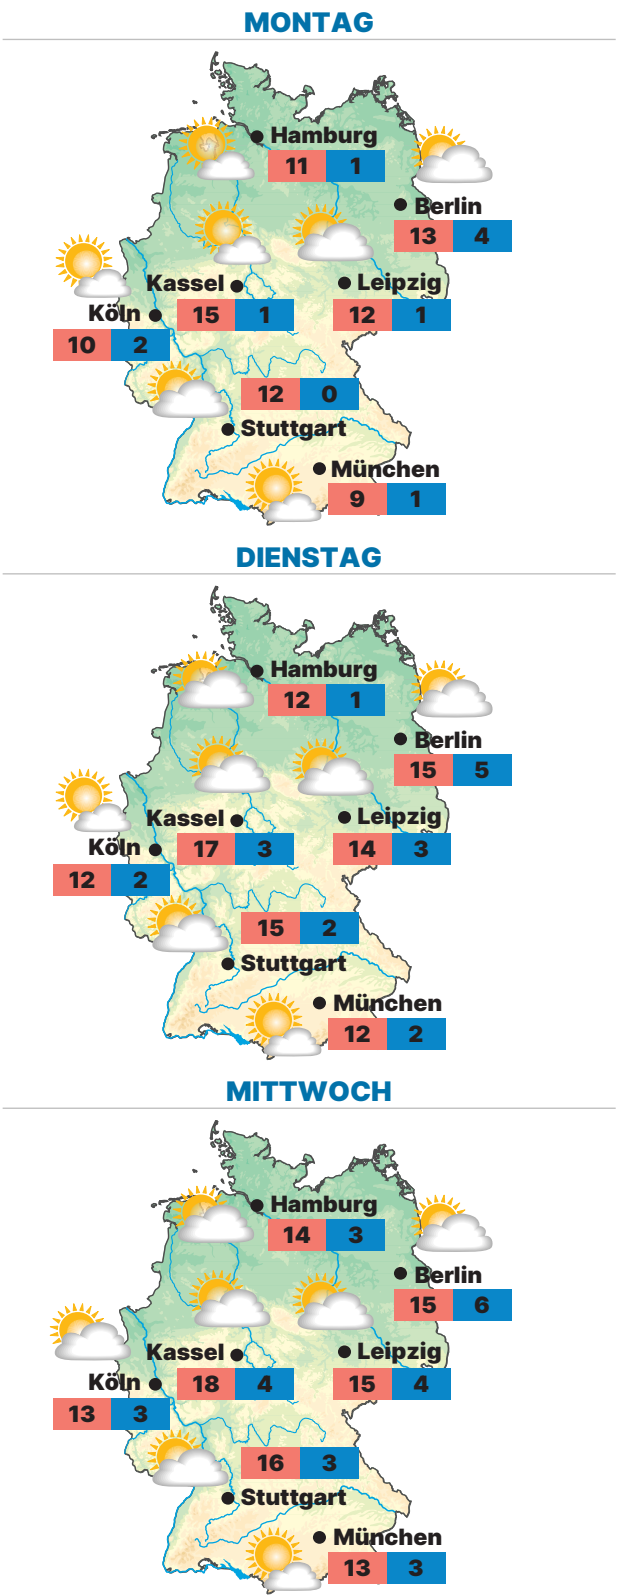 MONTAG
Hamburg
11 1
Berlin
13 4
Kassel
15 1
Leipzig
12 1
Köln
10 2
12 0
Stuttgart
München
9 1
DIENSTAG
Hamburg
12 1
Berlin
15 5
Kassel
17 3
Leipzig
14 3
Köln
12 2
15 2
Stuttgart
München
12 2
MITTWOCH
Hamburg
14 3
Berlin
15 6
Kassel
18 4
Leipzig
15 4
Köln
13 3
16 3
Stuttgart
München
13 3